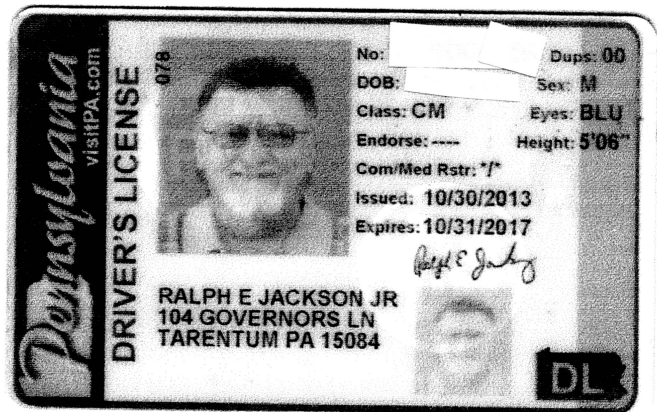 Pennsylvania
visitPA.com
DRIVER'S LICENSE
078
No:
Dups: 00
DOB:
Sex: M
Class: CM
Eyes: BLU
Endorse: ----
Height: 5'06"
Com/Med Rstr: */*
Issued: 10/30/2013
Expires: 10/31/2017
Ralph E Jackson
RALPH E JACKSON JR
104 GOVERNORS LN
TARENTUM PA 15084
DL